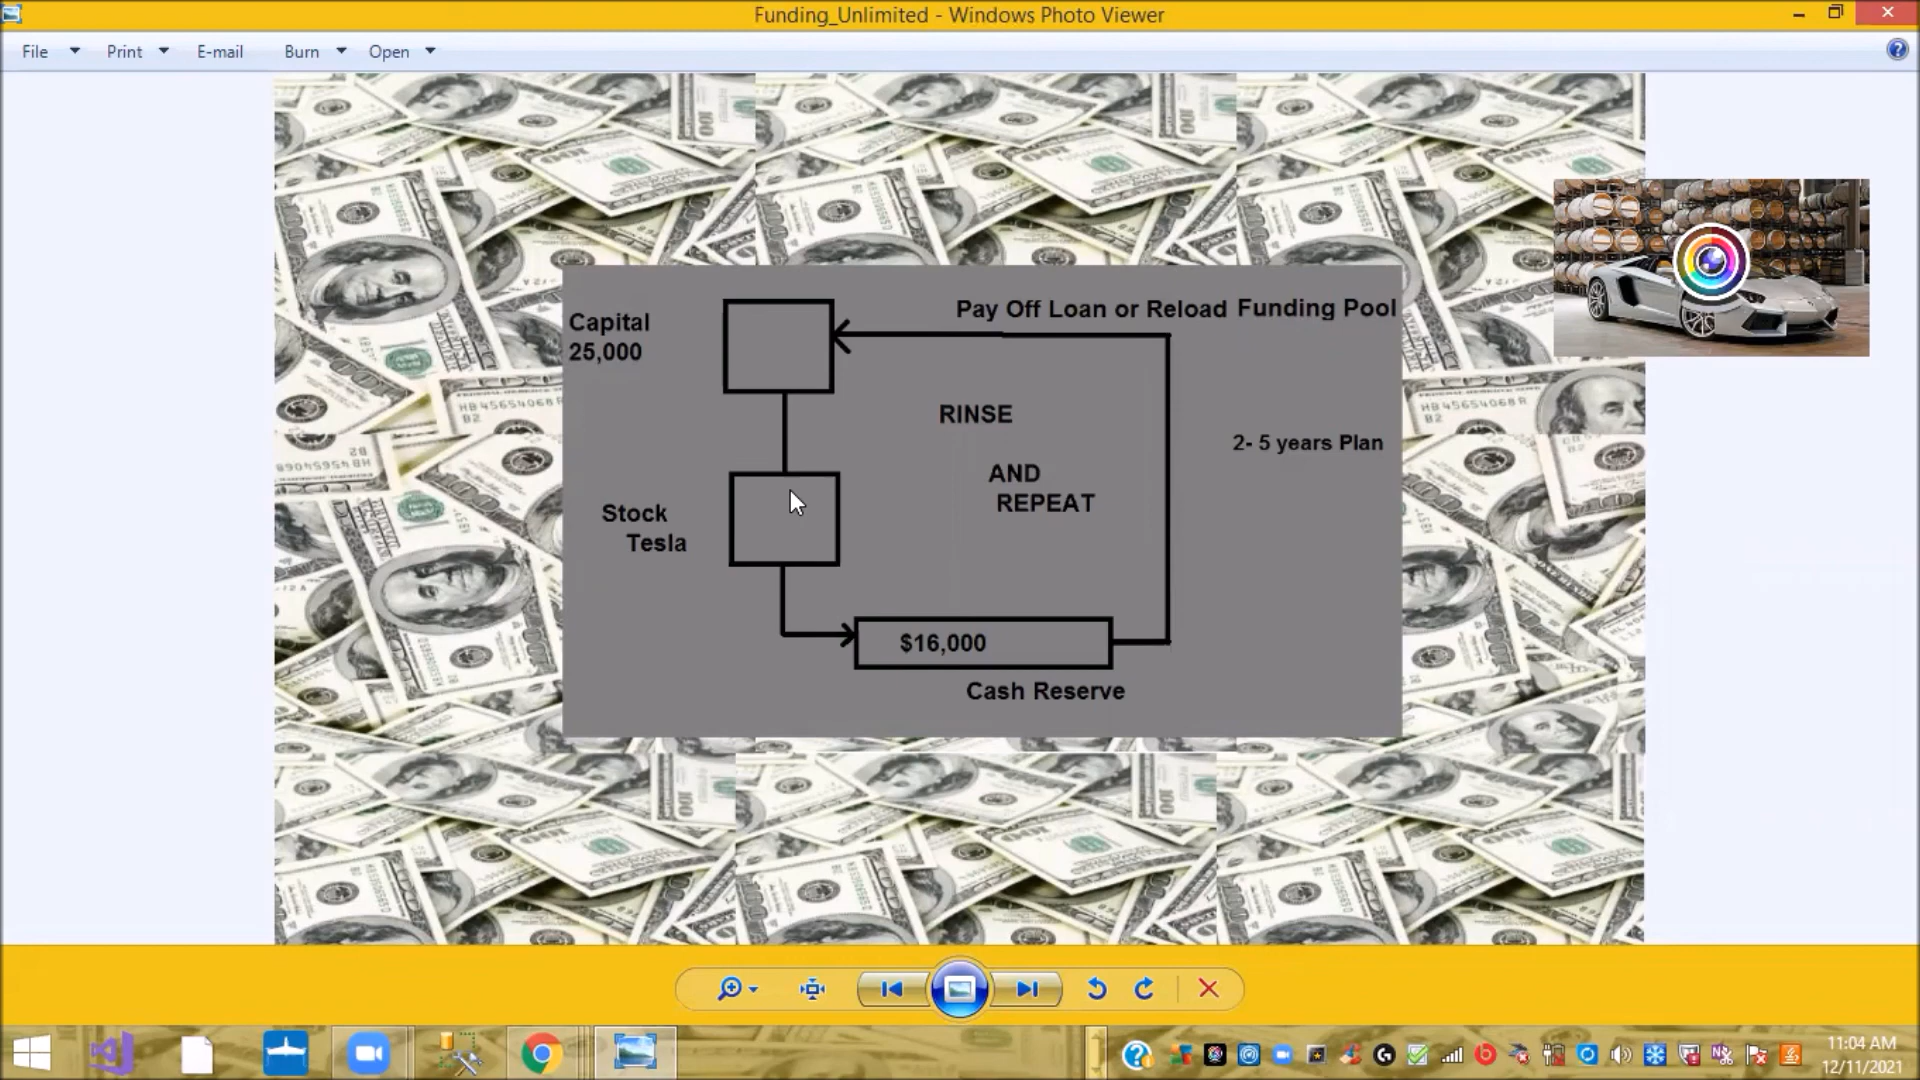 Funding_Unlimited - Windows Photo Viewer
File
Print
E-mail
Burn
Open
Capital
25,000
Pay Off Loan or Reload Funding Pool
RINSE
AND
REPEAT
2- 5 years Plan
Stock
Tesla
$16,000
Cash Reserve
HB45654068R
B2
11:04 AM
12/11/2021